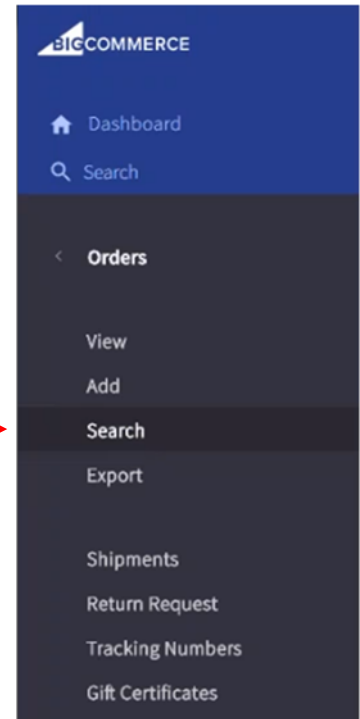 BIGCOMMERCE
Dashboard
Search
Orders
View
Add
Search
Export
Shipments
Return Request
Tracking Numbers
Gift Certificates